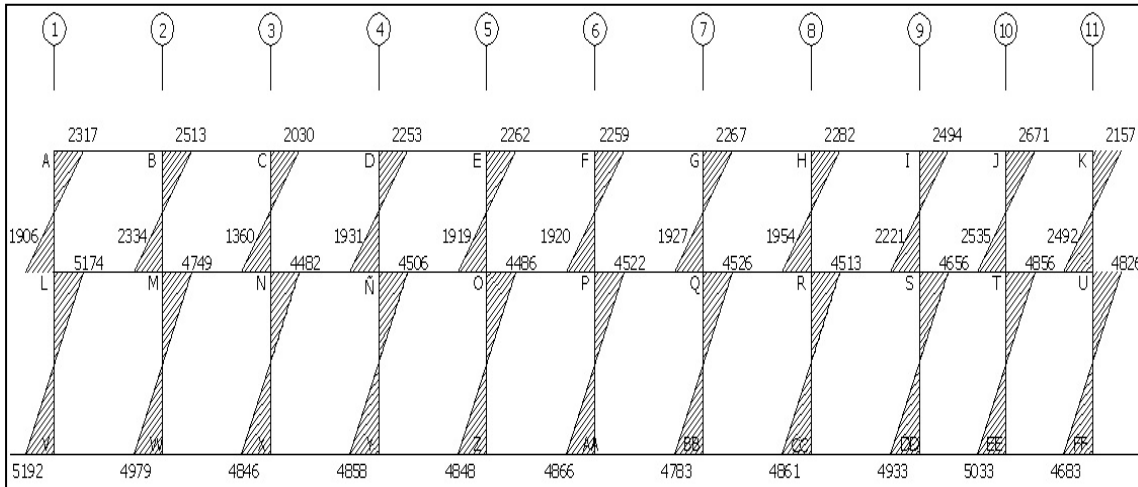 1 2 3 4 5 6 7 8 9 10 11
2317 2513 2030 2253 2262 2259 2267 2282 2494 2671 2157
A B C D E F G H I J K
1906 2334 1360 1931 1919 1920 1927 1954 2221 2535 2492
5174 4749 4482 4506 4486 4522 4526 4513 4656 4856 4826
L M N Ñ O P Q R S T U
V W X Y Z AA BB CC DD EE FF
5192 4979 4846 4858 4848 4866 4783 4861 4933 5033 4683